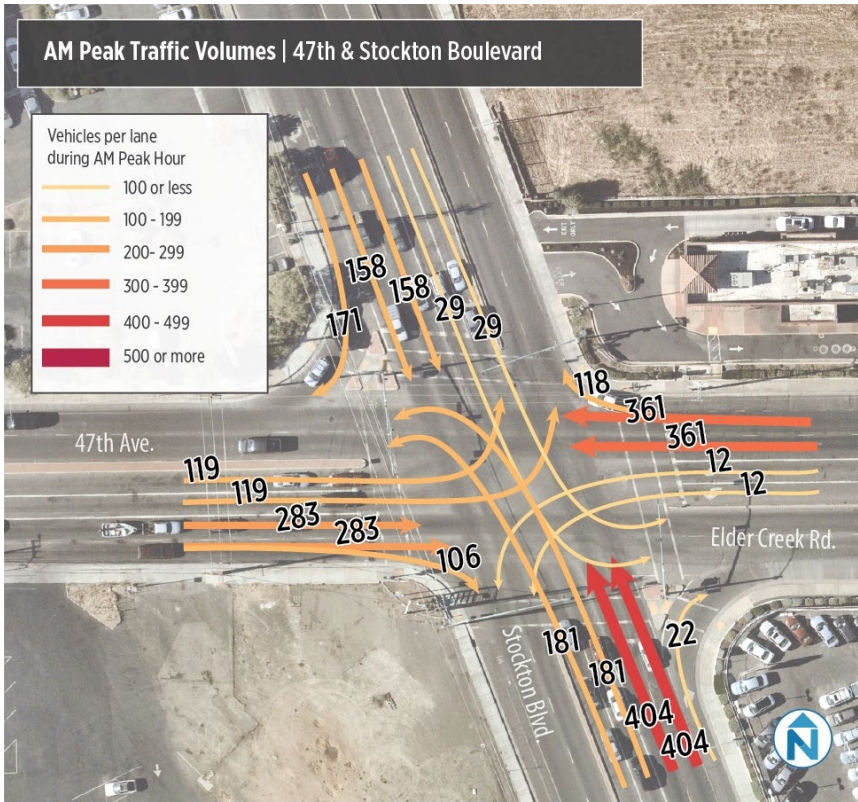 AM Peak Traffic Volumes | 47th & Stockton Boulevard
Vehicles per lane
during AM Peak Hour
100 or less
100 - 199
200- 299
300 - 399
400 - 499
500 or more
158
158
29
29
171
118
361
361
47th Ave.
119
119
12
12
283
283
106
Elder Creek Rd.
Stockton Blvd.
181
181
22
404
404
N